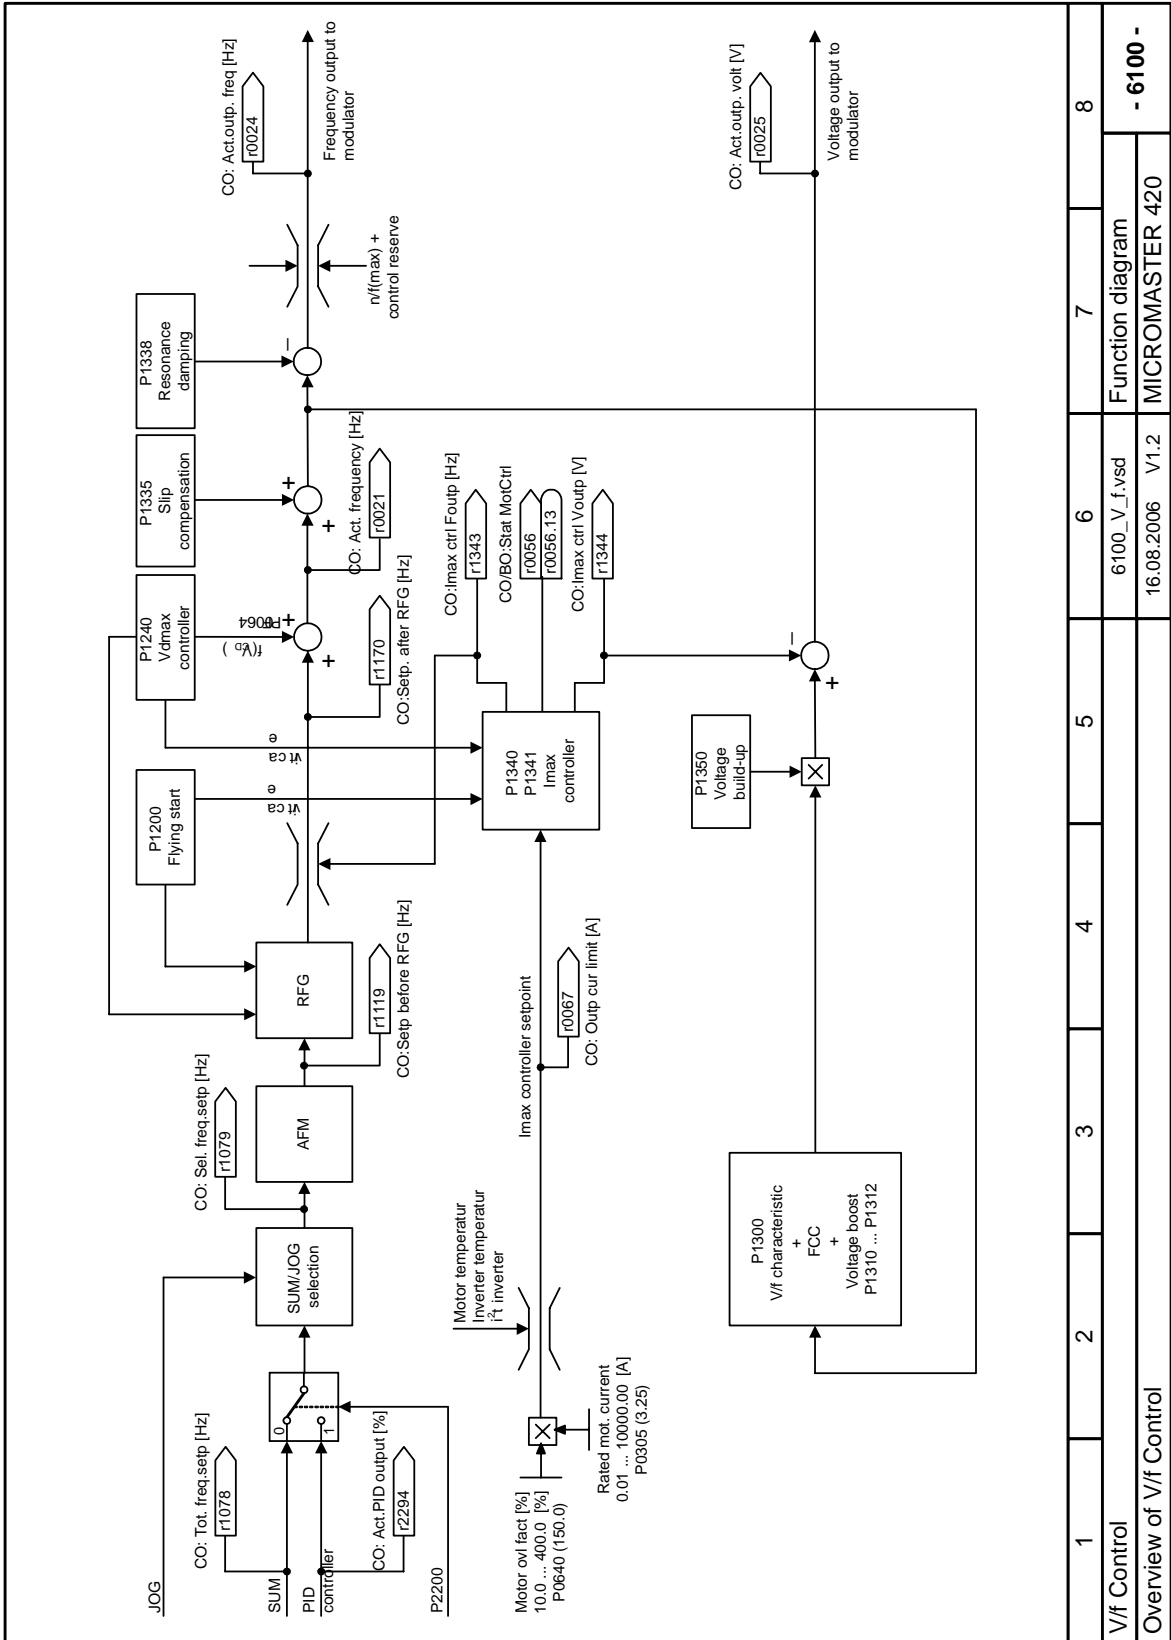 JOG
SUM
PID
controller
P2200
CO: Tot. freq.setp [Hz]
r1078
CO: Act.PID output [%]
r2294
0
1
SUM/JOG
selection
CO: Sel. freq.setp [Hz]
r1079
AFM
r1119
CO:Setp before RFG [Hz]
RFG
P1200
Flying start
P1240
Vdmax
controller
P1335
Slip
compensation
P1338
Resonance
damping
+
+
r1170
CO:Setp. after RFG [Hz]
+
+
CO: Act. frequency [Hz]
r0021
–
n/f(max) +
control reserve
CO: Act.outp. freq [Hz]
r0024
Frequency output to
modulator
Motor ovl fact [%]
10.0 ... 400.0 [%]
P0640 (150.0)
Rated mot. current
0.01 ... 10000.00 [A]
P0305 (3.25)
Motor temperatur
Inverter temperatur
i²t inverter
Imax controller setpoint
r0067
CO: Outp cur limit [A]
P1340
P1341
Imax
controller
CO:Imax ctrl Foutp [Hz]
r1343
CO/BO:Stat MotCtrl
r0056
r0056.13
CO:Imax ctrl Voutp [V]
r1344
P1300
V/f characteristic
+
FCC
+
Voltage boost
P1310 ... P1312
P1350
Voltage
build-up
+
–
CO: Act.outp. volt [V]
r0025
Voltage output to
modulator
1 2 3 4 5 6 7 8
V/f Control 6100_V_f.vsd Function diagram - 6100 -
Overview of V/f Control 16.08.2006 V1.2 MICROMASTER 420